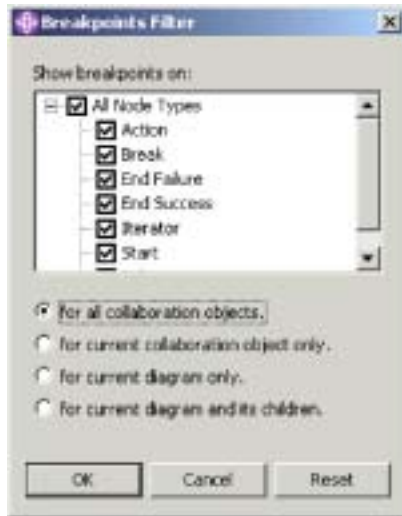 Breakpoints Filter
Show breakpoints on:
All Node Types
Action
Break
End Failure
End Success
Iterator
Start
for all collaboration objects.
for current collaboration object only.
for current diagram only.
for current diagram and its children.
OK Cancel Reset